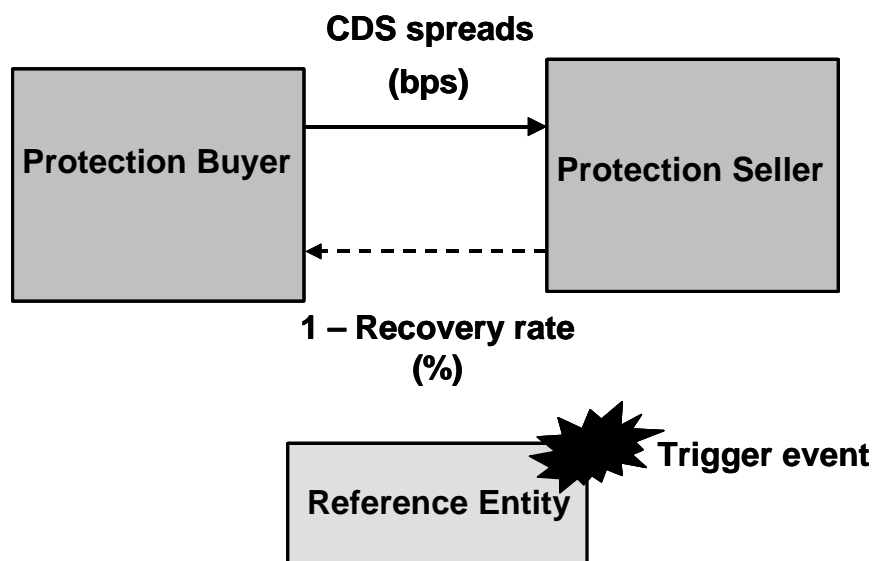 CDS spreads
(bps)
Protection Buyer
Protection Seller
1 – Recovery rate
(%)
Trigger event
Reference Entity